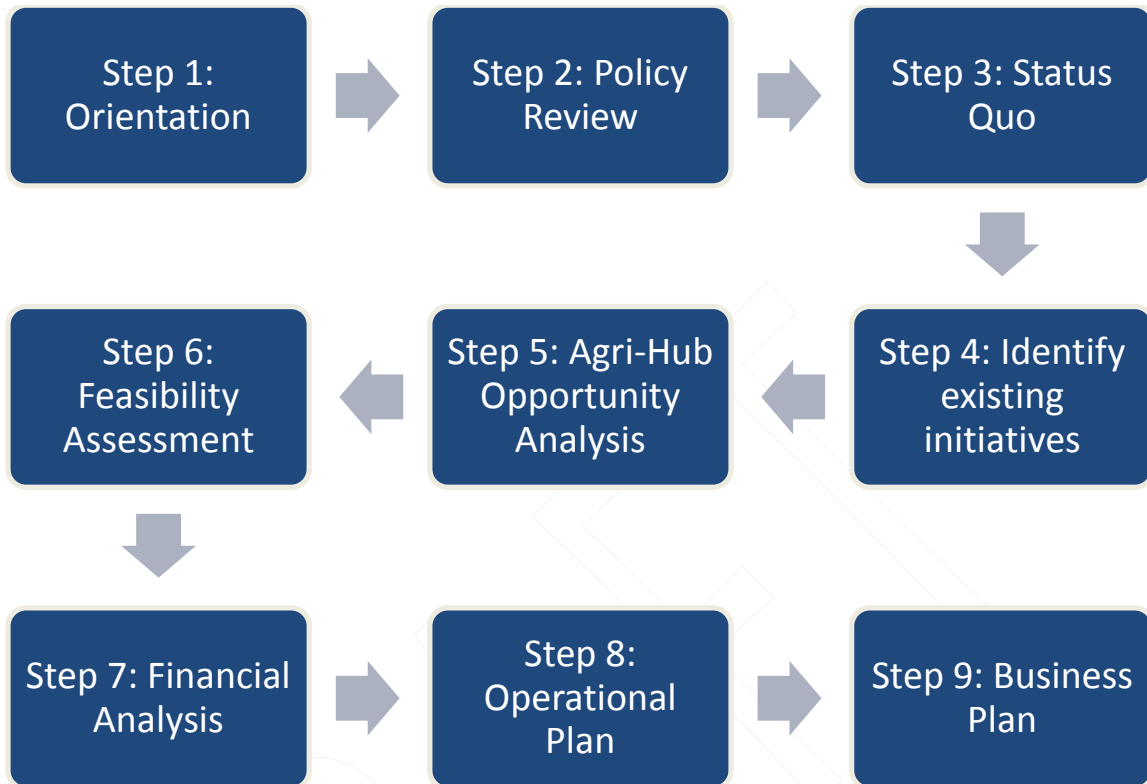 Step 1:
Orientation
Step 2: Policy
Review
Step 3: Status
Quo
Step 4: Identify
existing
initiatives
Step 5: Agri-Hub
Opportunity
Analysis
Step 6:
Feasibility
Assessment
Step 7: Financial
Analysis
Step 8:
Operational
Plan
Step 9: Business
Plan